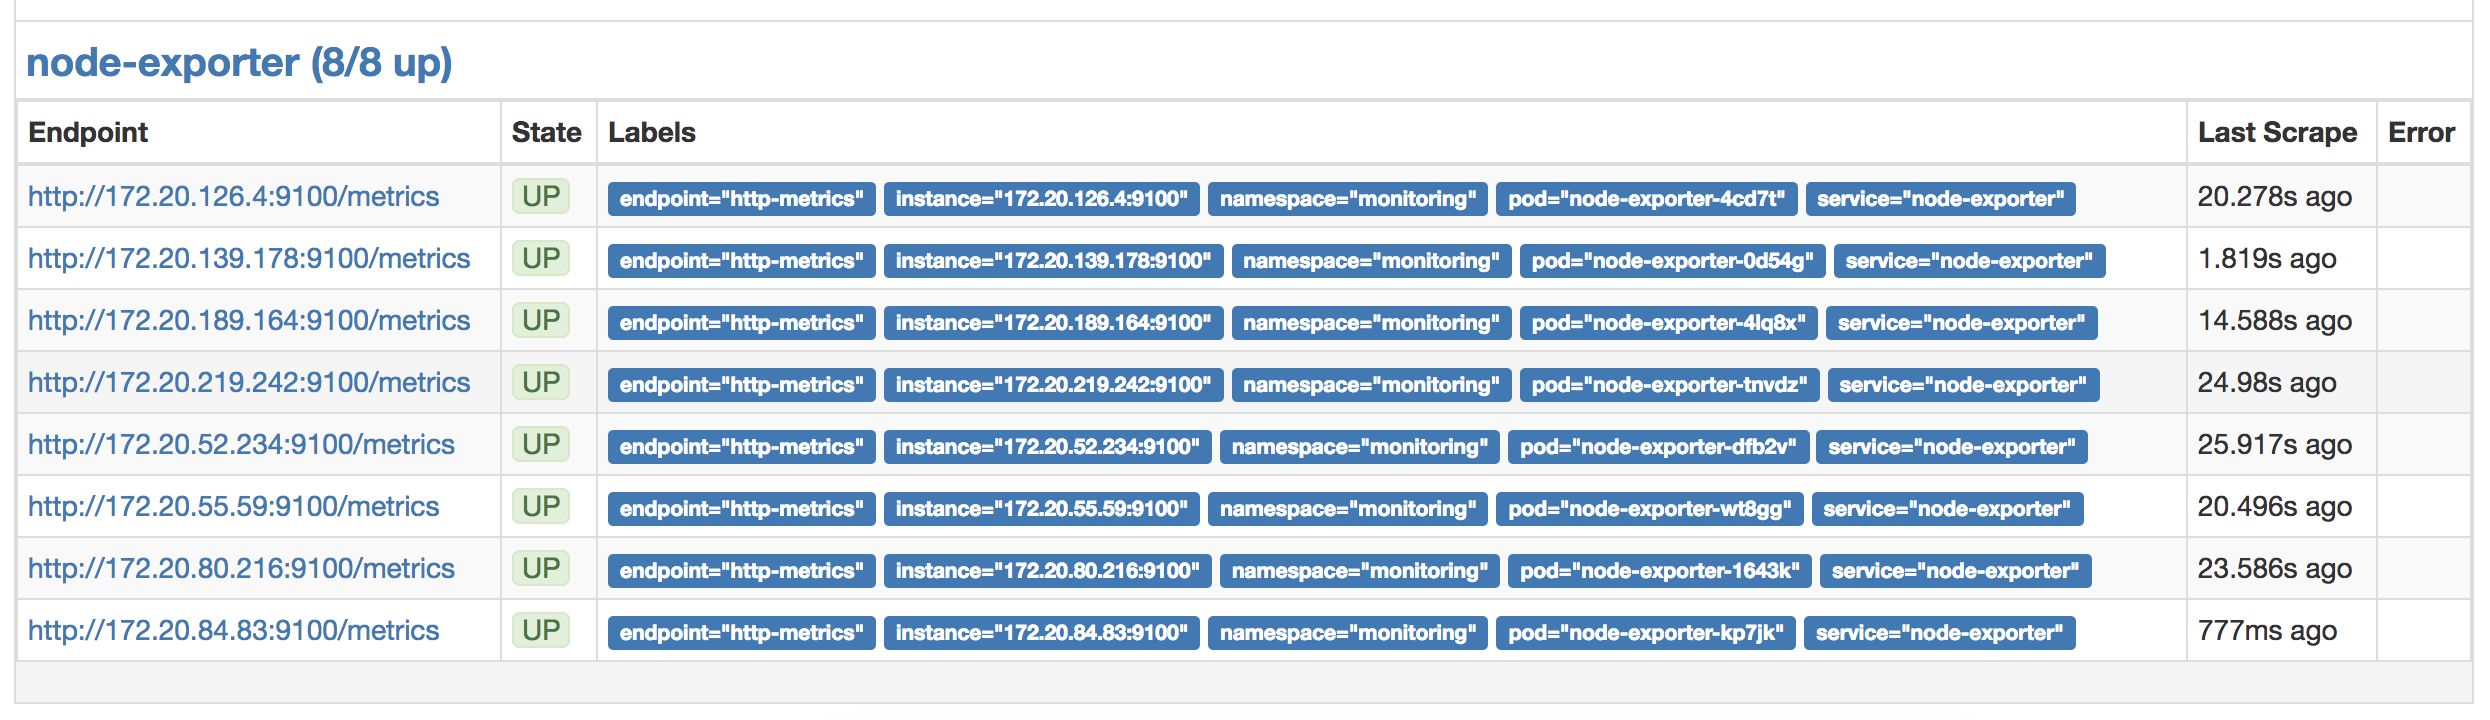 node-exporter (8/8 up)
Endpoint State Labels Last Scrape Error
http://172.20.126.4:9100/metrics UP endpoint="http-metrics" instance="172.20.126.4:9100" namespace="monitoring" pod="node-exporter-4cd7t" service="node-exporter" 20.278s ago
http://172.20.139.178:9100/metrics UP endpoint="http-metrics" instance="172.20.139.178:9100" namespace="monitoring" pod="node-exporter-0d54g" service="node-exporter" 1.819s ago
http://172.20.189.164:9100/metrics UP endpoint="http-metrics" instance="172.20.189.164:9100" namespace="monitoring" pod="node-exporter-4lq8x" service="node-exporter" 14.588s ago
http://172.20.219.242:9100/metrics UP endpoint="http-metrics" instance="172.20.219.242:9100" namespace="monitoring" pod="node-exporter-tnvdz" service="node-exporter" 24.98s ago
http://172.20.52.234:9100/metrics UP endpoint="http-metrics" instance="172.20.52.234:9100" namespace="monitoring" pod="node-exporter-dfb2v" service="node-exporter" 25.917s ago
http://172.20.55.59:9100/metrics UP endpoint="http-metrics" instance="172.20.55.59:9100" namespace="monitoring" pod="node-exporter-wt8gg" service="node-exporter" 20.496s ago
http://172.20.80.216:9100/metrics UP endpoint="http-metrics" instance="172.20.80.216:9100" namespace="monitoring" pod="node-exporter-1643k" service="node-exporter" 23.586s ago
http://172.20.84.83:9100/metrics UP endpoint="http-metrics" instance="172.20.84.83:9100" namespace="monitoring" pod="node-exporter-kp7jk" service="node-exporter" 777ms ago